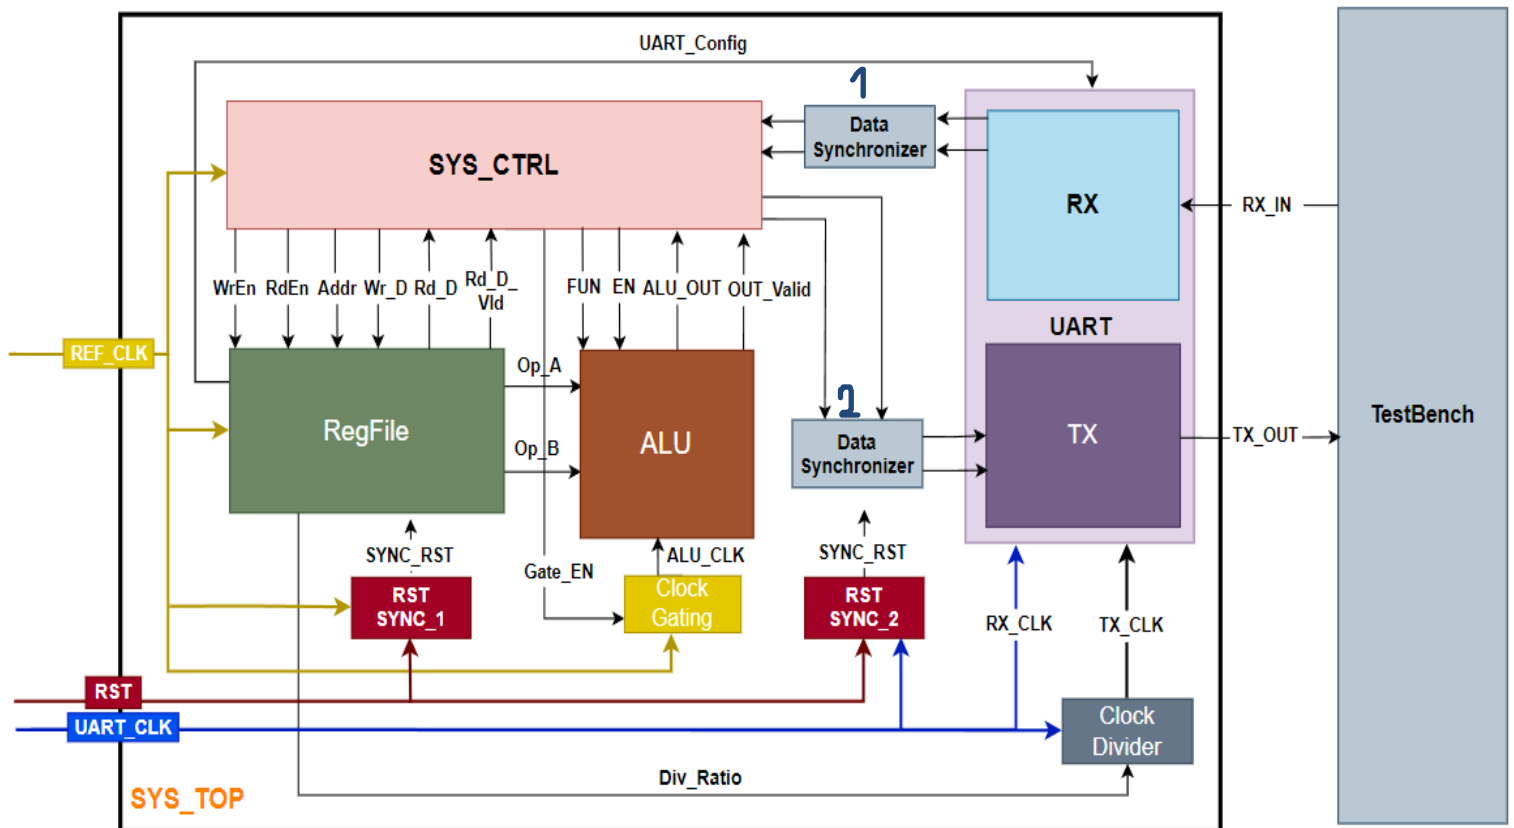 UART_Config
1
Data
Synchronizer
SYS_CTRL
RX
RX_IN
WrEn
RdEn
Addr
Wr_D
Rd_D
Rd_D_
Vld
FUN
EN
ALU_OUT
OUT_Valid
UART
REF_CLK
Op_A
RegFile
Op_B
ALU
2
Data
Synchronizer
TX
TX_OUT
TestBench
SYNC_RST
Gate_EN
ALU_CLK
SYNC_RST
RST
SYNC_1
Clock
Gating
RST
SYNC_2
RX_CLK
TX_CLK
RST
UART_CLK
Clock
Divider
Div_Ratio
SYS_TOP